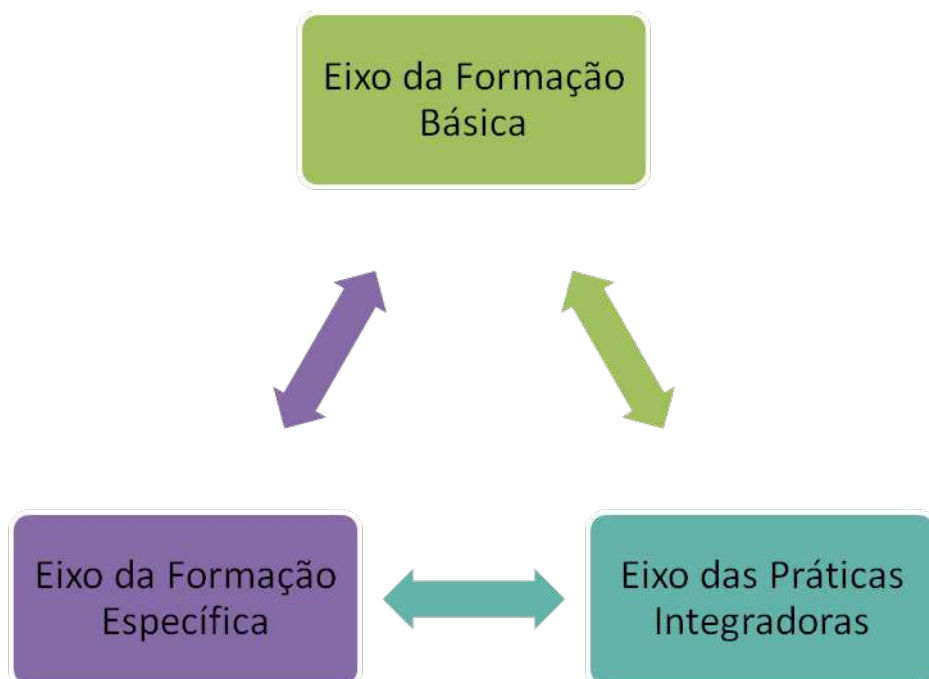 Eixo da Formação
Básica
Eixo da Formação
Específica
Eixo das Práticas
Integradoras